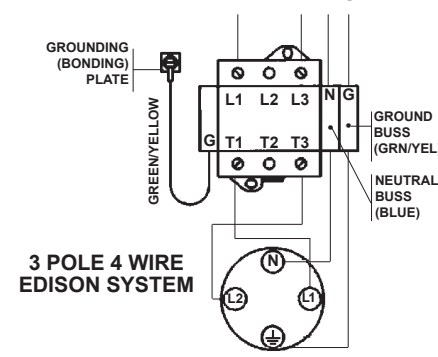 GROUNDING
(BONDING)
PLATE
GREEN/YELLOW
L1 L2 L3 N G
G T1 T2 T3
GROUND
BUSS
(GRN/YEL
NEUTRAL
BUSS
(BLUE)
3 POLE 4 WIRE
EDISON SYSTEM
N
L2 L1